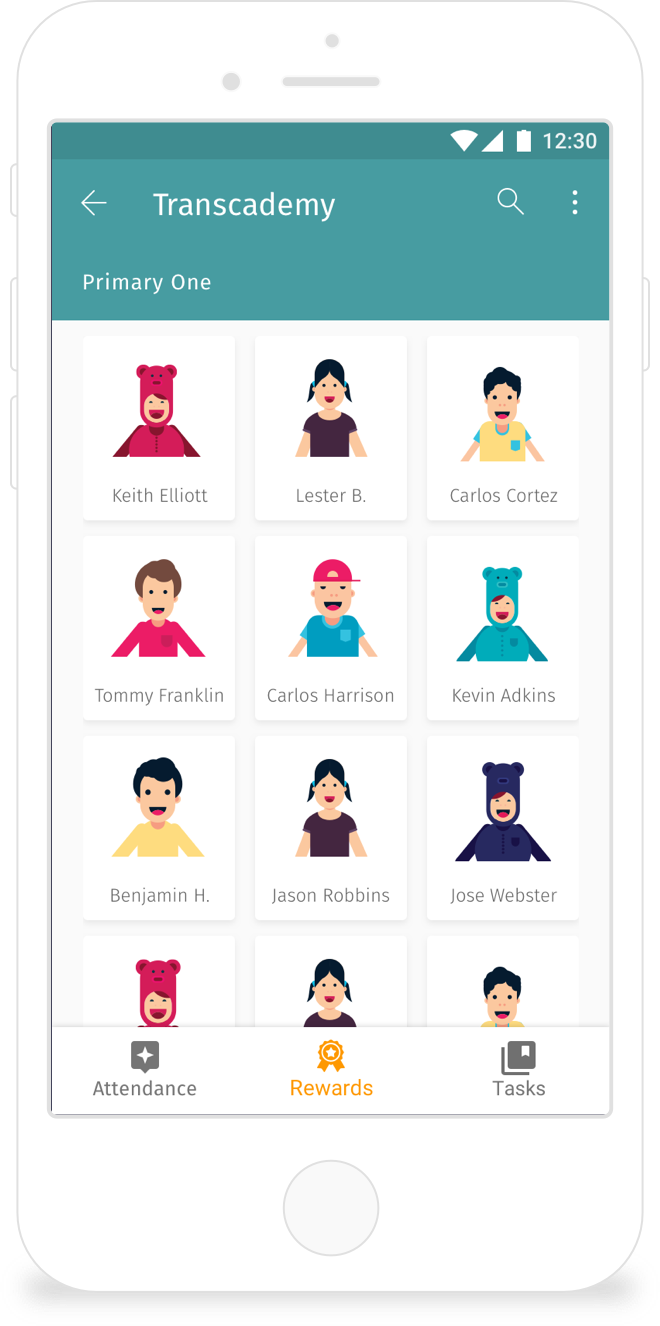 12:30
Transcademy
Primary One
Keith Elliott
Lester B.
Carlos Cortez
Tommy Franklin
Carlos Harrison
Kevin Adkins
Benjamin H.
Jason Robbins
Jose Webster
Attendance
Rewards
Tasks